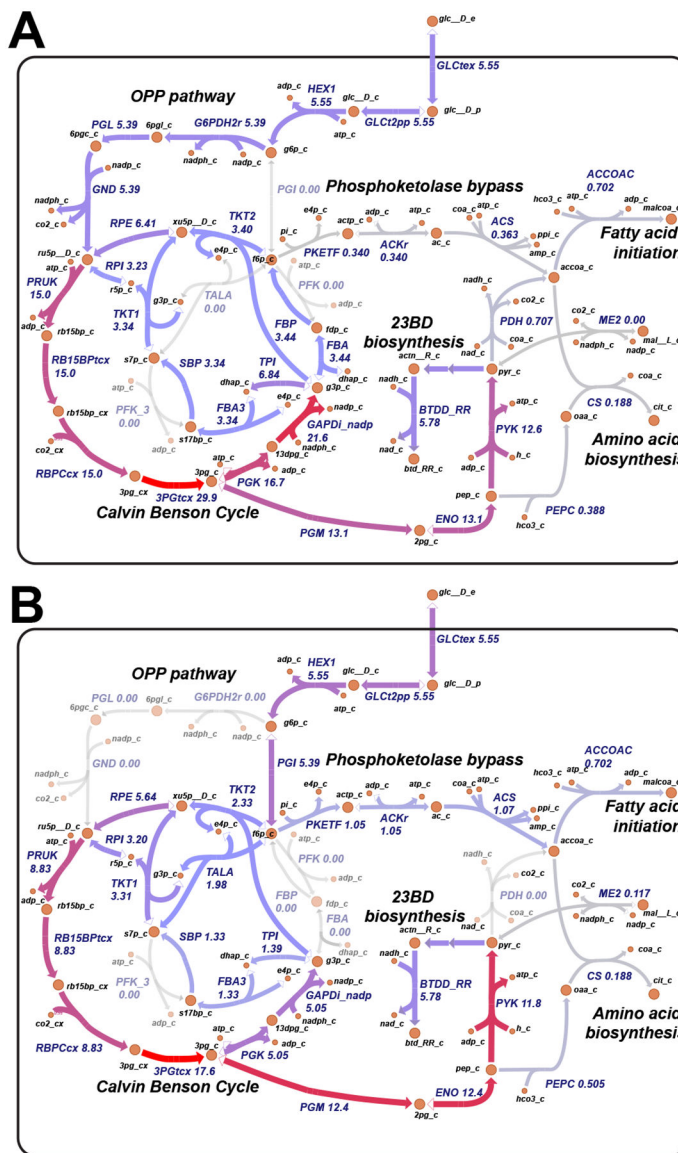 A
glc__D_e
GLCtex 5.55
adp_c
HEX1
5.55
glc__D_c
glc__D_p
OPP pathway
PGL 5.39
6pgl_c
G6PDH2r 5.39
GLCt2pp 5.55
atp_c
6pgc_c
nadp_c
nadph_c
nadp_c
g6p_c
GND 5.39
nadph_c
co2_c
PGI 0.00
Phosphoketolase bypass
ACCOAC
0.702
RPE 6.41
xu5p__D_c
TKT2
3.40
pi_c
e4p_c
actp_c
adp_c
atp_c
coa_c
atp_c
ACS
0.363
hco3_c
atp_c
adp_c
malcoa_c
ru5p__D_c
atp_c
RPI 3.23
e4p_c
f6p_c
PKETF 0.340
ACKr
0.340
ac_c
ppi_c
amp_c
Fatty acid
initiation
PRUK
15.0
r5p_c
g3p_c
TALA
0.00
PFK 0.00
atp_c
adp_c
nadh_c
co2_c
accoa_c
adp_c
rb15bp_c
TKT1
3.34
FBP
3.44
fdp_c
23BD
biosynthesis
PDH 0.707
co2_c
ME2 0.00
RB15BPtcx
15.0
s7p_c
SBP 3.34
TPI
6.84
FBA
3.44
actn__R_c
nad_c
coa_c
nadph_c
nadp_c
mal__L_c
atp_c
dhap_c
dhap_c
g3p_c
nadh_c
pyr_c
coa_c
PFK_3
0.00
FBA3
3.34
e4p_c
nadp_c
BTDD_RR
5.78
atp_c
CS 0.188
rb15bp_cx
adp_c
s17bp_c
GAPDi_nadp
21.6
PYK 12.6
oaa_c
cit_c
co2_cx
atp_c
13dpg_c
nadph_c
nad_c
btd_RR_c
adp_c
h_c
Amino acid
biosynthesis
RBPCcx 15.0
3pg_c
adp_c
pep_c
3pg_cx
3PGtcx 29.9
PGK 16.7
PEPC 0.388
Calvin Benson Cycle
PGM 13.1
ENO 13.1
2pg_c
hco3_c
B
glc__D_e
GLCtex 5.55
adp_c
HEX1
5.55
glc__D_c
glc__D_p
OPP pathway
PGL 0.00
6pgl_c
G6PDH2r 0.00
GLCt2pp 5.55
atp_c
6pgc_c
nadp_c
nadph_c
nadp_c
g6p_c
GND 0.00
nadph_c
co2_c
PGI 5.39
Phosphoketolase bypass
ACCOAC
0.702
RPE 5.64
xu5p__D_c
TKT2
2.33
pi_c
e4p_c
actp_c
adp_c
atp_c
coa_c
atp_c
ACS
1.07
hco3_c
atp_c
adp_c
malcoa_c
ru5p__D_c
atp_c
RPI 3.20
e4p_c
f6p_c
PKETF 1.05
ACKr
1.05
ac_c
ppi_c
amp_c
Fatty acid
initiation
PRUK
8.83
r5p_c
g3p_c
TALA
1.98
PFK 0.00
atp_c
adp_c
nadh_c
co2_c
accoa_c
adp_c
rb15bp_c
TKT1
3.31
FBP
0.00
fdp_c
23BD
biosynthesis
PDH 0.00
co2_c
ME2 0.117
RB15BPtcx
8.83
s7p_c
SBP 1.33
TPI
1.39
FBA
0.00
actn__R_c
nad_c
coa_c
nadph_c
nadp_c
mal__L_c
atp_c
dhap_c
dhap_c
g3p_c
nadh_c
pyr_c
coa_c
PFK_3
0.00
FBA3
1.33
e4p_c
nadp_c
BTDD_RR
5.78
atp_c
CS 0.188
rb15bp_cx
adp_c
s17bp_c
GAPDi_nadp
5.05
PYK 11.8
oaa_c
cit_c
co2_cx
atp_c
13dpg_c
nadph_c
nad_c
btd_RR_c
adp_c
h_c
Amino acid
biosynthesis
RBPCcx 8.83
3pg_c
adp_c
pep_c
3pg_cx
3PGtcx 17.6
PGK 5.05
PEPC 0.505
Calvin Benson Cycle
PGM 12.4
ENO 12.4
2pg_c
hco3_c